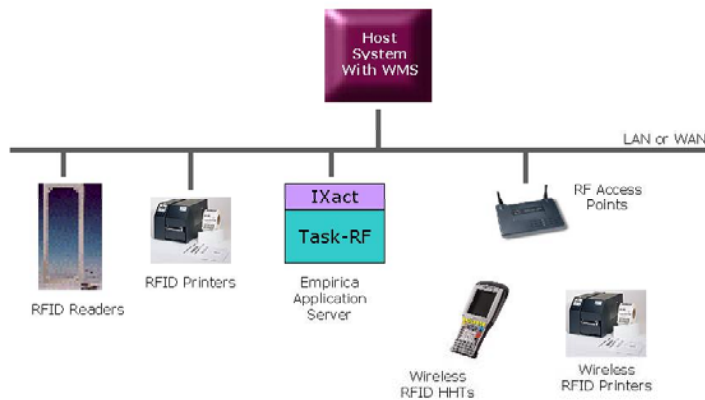 Host
System
With WMS
LAN or WAN
IXact
Task-RF
RF Access
Points
RFID Readers
RFID Printers
Empirica
Application
Server
Wireless
RFID HHTs
Wireless
RFID Printers